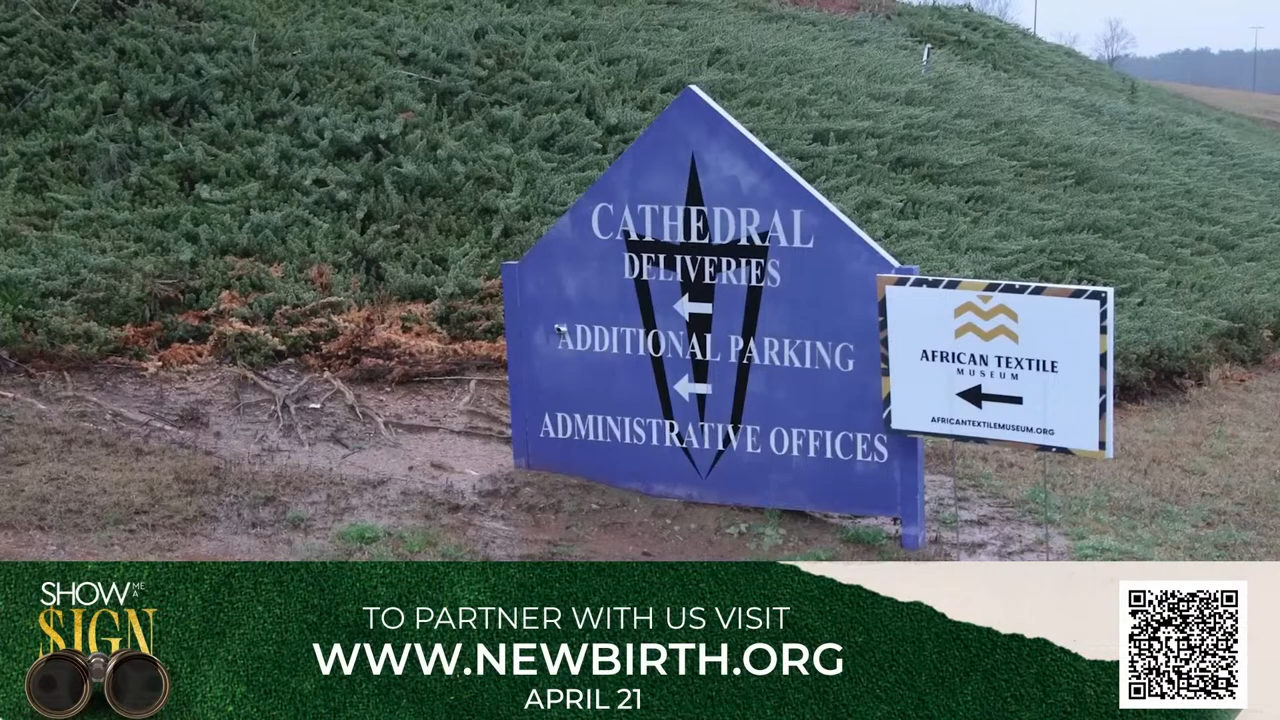 CATHEDRAL
DELIVERIES
ADDITIONAL PARKING
ADMINISTRATIVE OFFICES
AFRICAN TEXTILE
MUSEUM
AFRICANTEXTILEMUSEUM.ORG
SHOW ME A
SIGN
TO PARTNER WITH US VISIT
WWW.NEWBIRTH.ORG
APRIL 21